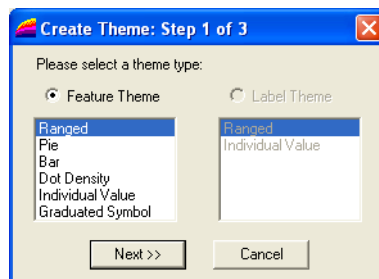 Create Theme: Step 1 of 3
Please select a theme type:
Feature Theme
Label Theme
Ranged
Pie
Bar
Dot Density
Individual Value
Graduated Symbol
Ranged
Individual Value
Next >>
Cancel